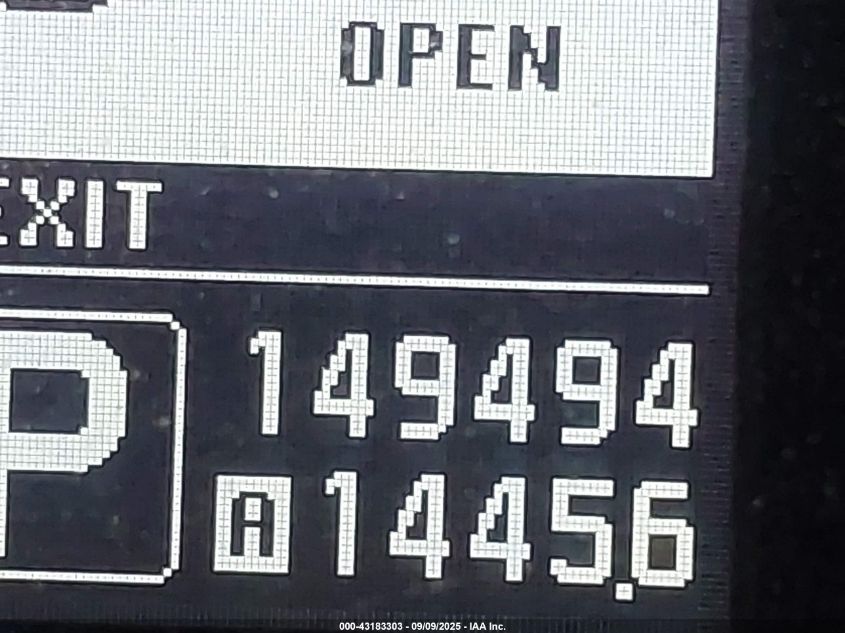 OPEN
EXIT
P
149494
A 1445.6
000-43183303 - 09/09/2025 - IAA Inc.